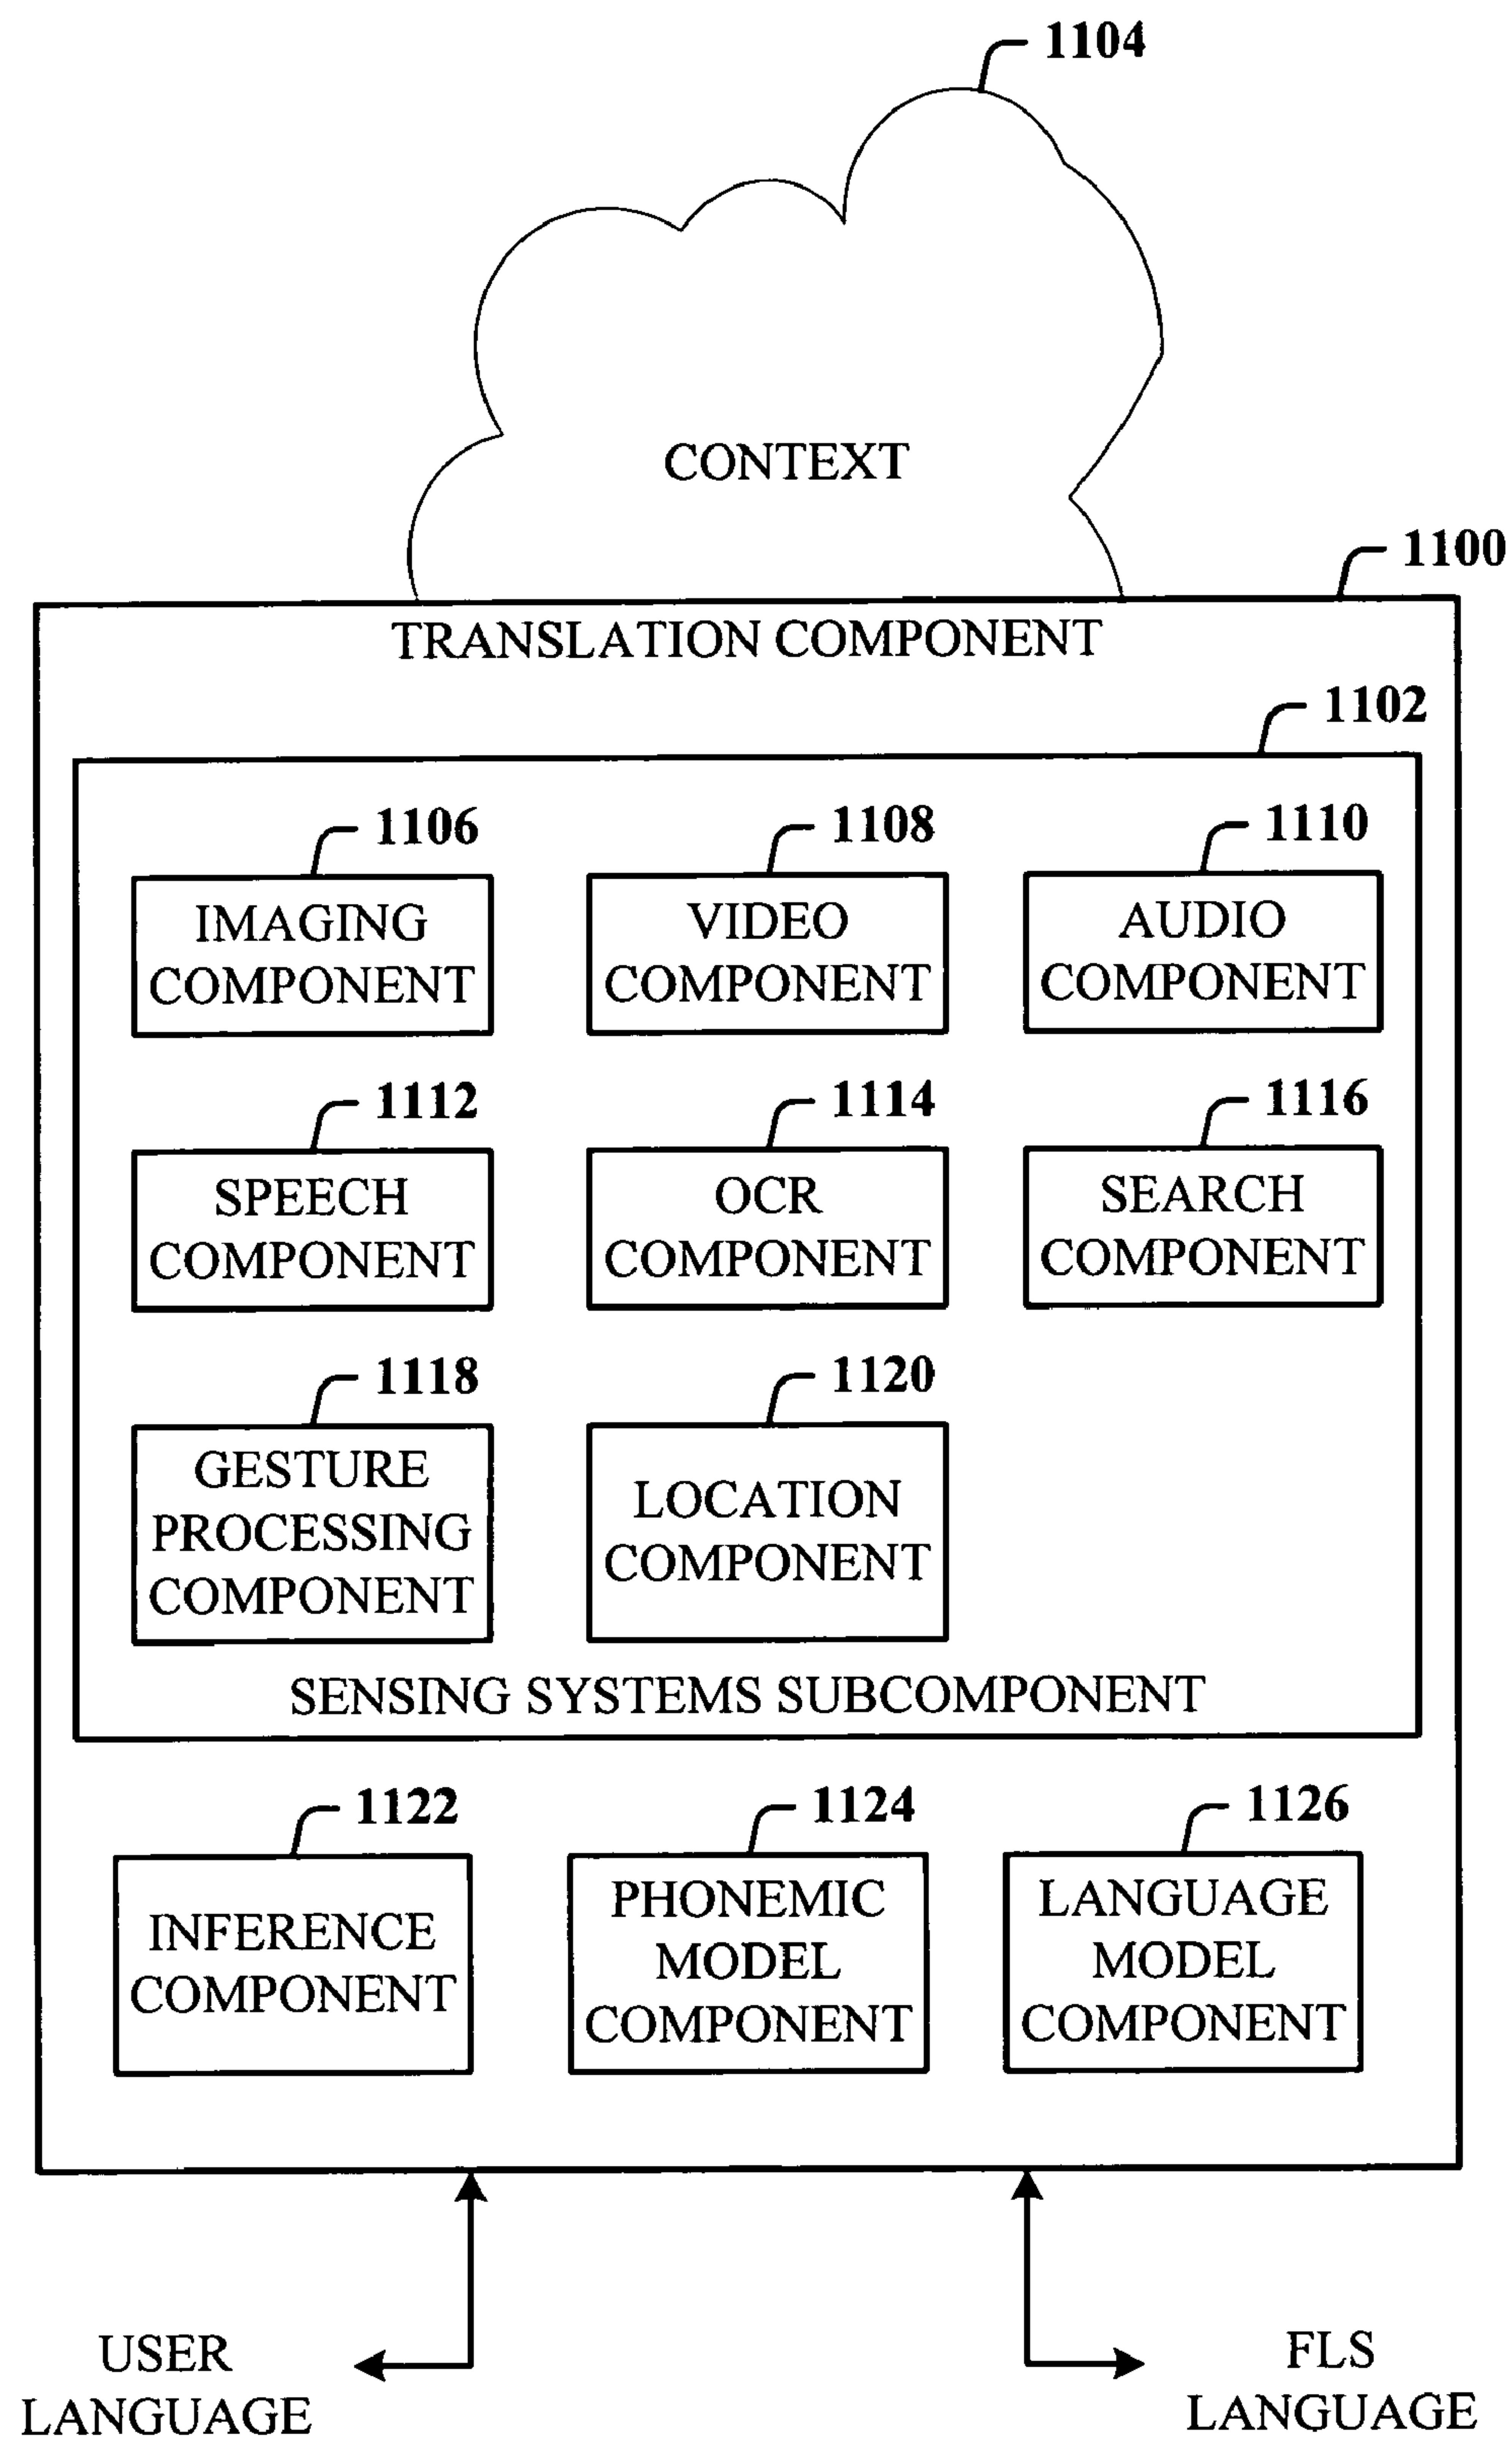 1104
CONTEXT
1100
TRANSLATION COMPONENT
1102
1106
1108
1110
IMAGING
COMPONENT
VIDEO
COMPONENT
AUDIO
COMPONENT
1112
1114
1116
SPEECH
COMPONENT
OCR
COMPONENT
SEARCH
COMPONENT
1118
1120
GESTURE
PROCESSING
COMPONENT
LOCATION
COMPONENT
SENSING SYSTEMS SUBCOMPONENT
1122
1124
1126
INFERENCE
COMPONENT
PHONEMIC
MODEL
COMPONENT
LANGUAGE
MODEL
COMPONENT
USER
LANGUAGE
FLS
LANGUAGE